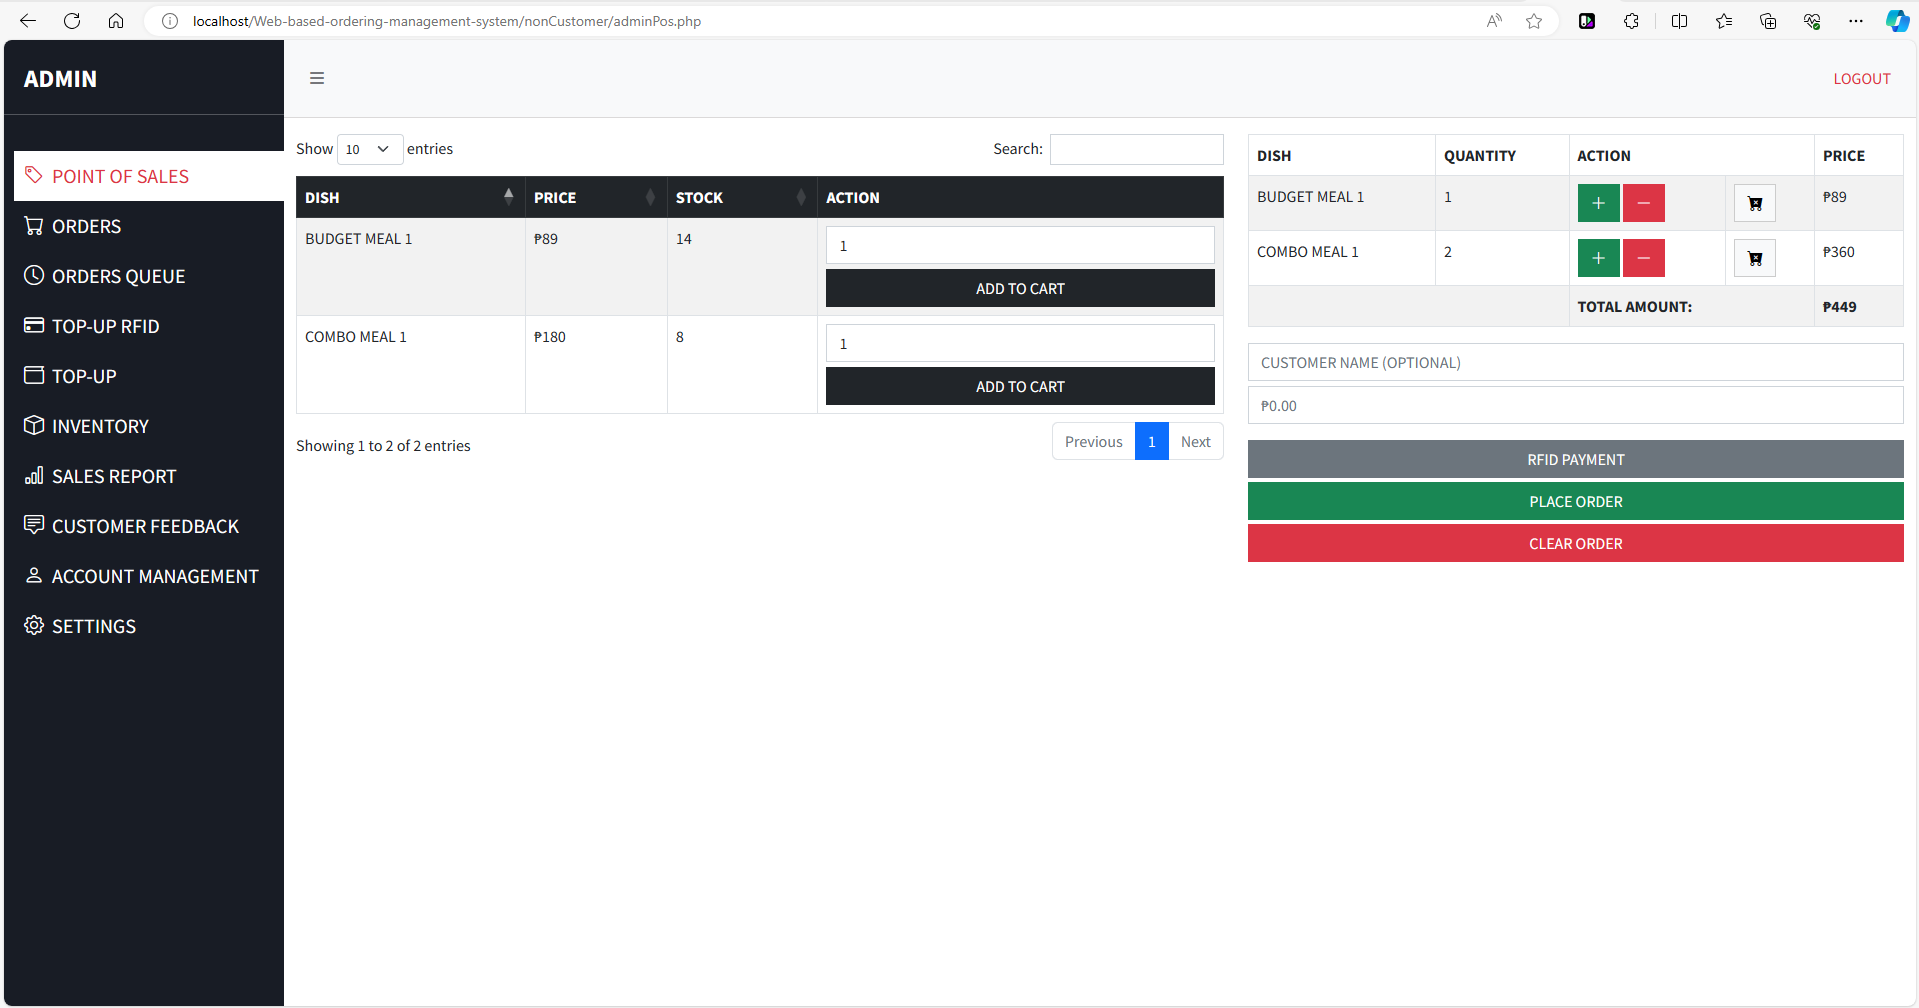 localhost/Web-based-ordering-management-system/nonCustomer/adminPos.php
ADMIN
LOGOUT
POINT OF SALES
ORDERS
ORDERS QUEUE
TOP-UP RFID
TOP-UP
INVENTORY
SALES REPORT
CUSTOMER FEEDBACK
ACCOUNT MANAGEMENT
SETTINGS
Show 10 entries Search:
DISH PRICE STOCK ACTION
BUDGET MEAL 1 ₱89 14 1
ADD TO CART
COMBO MEAL 1 ₱180 8 1
ADD TO CART
Showing 1 to 2 of 2 entries Previous 1 Next
DISH QUANTITY ACTION PRICE
BUDGET MEAL 1 1 + − ₱89
COMBO MEAL 1 2 + − ₱360
TOTAL AMOUNT: ₱449
CUSTOMER NAME (OPTIONAL)
₱0.00
RFID PAYMENT
PLACE ORDER
CLEAR ORDER